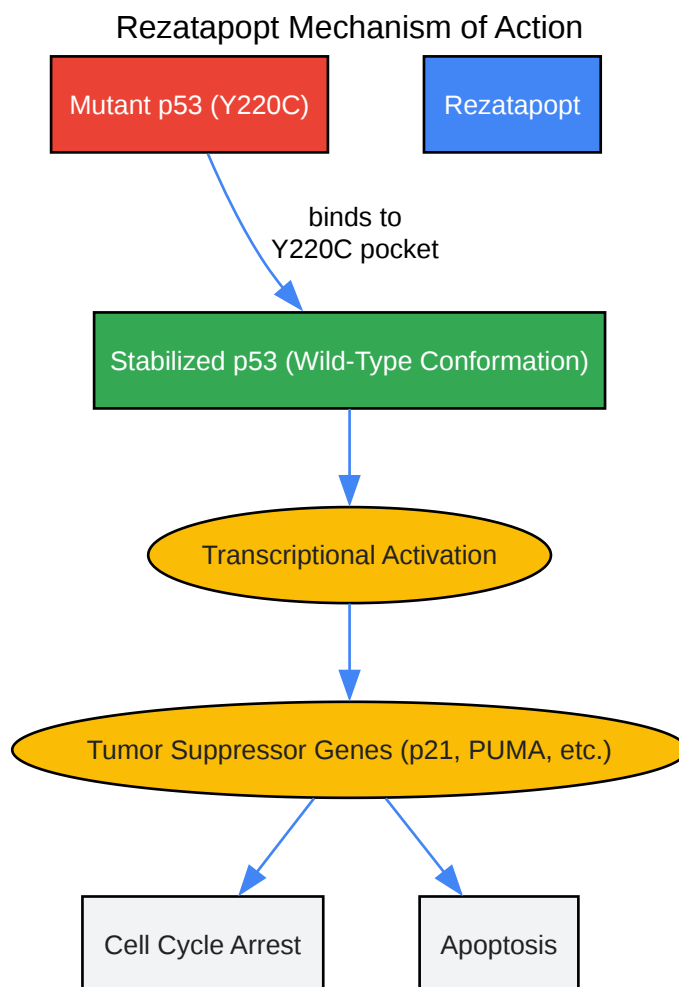 Rezatapopt Mechanism of Action
Mutant p53 (Y220C)
Rezatapopt
binds to
Y220C pocket
Stabilized p53 (Wild-Type Conformation)
Transcriptional Activation
Tumor Suppressor Genes (p21, PUMA, etc.)
Cell Cycle Arrest
Apoptosis